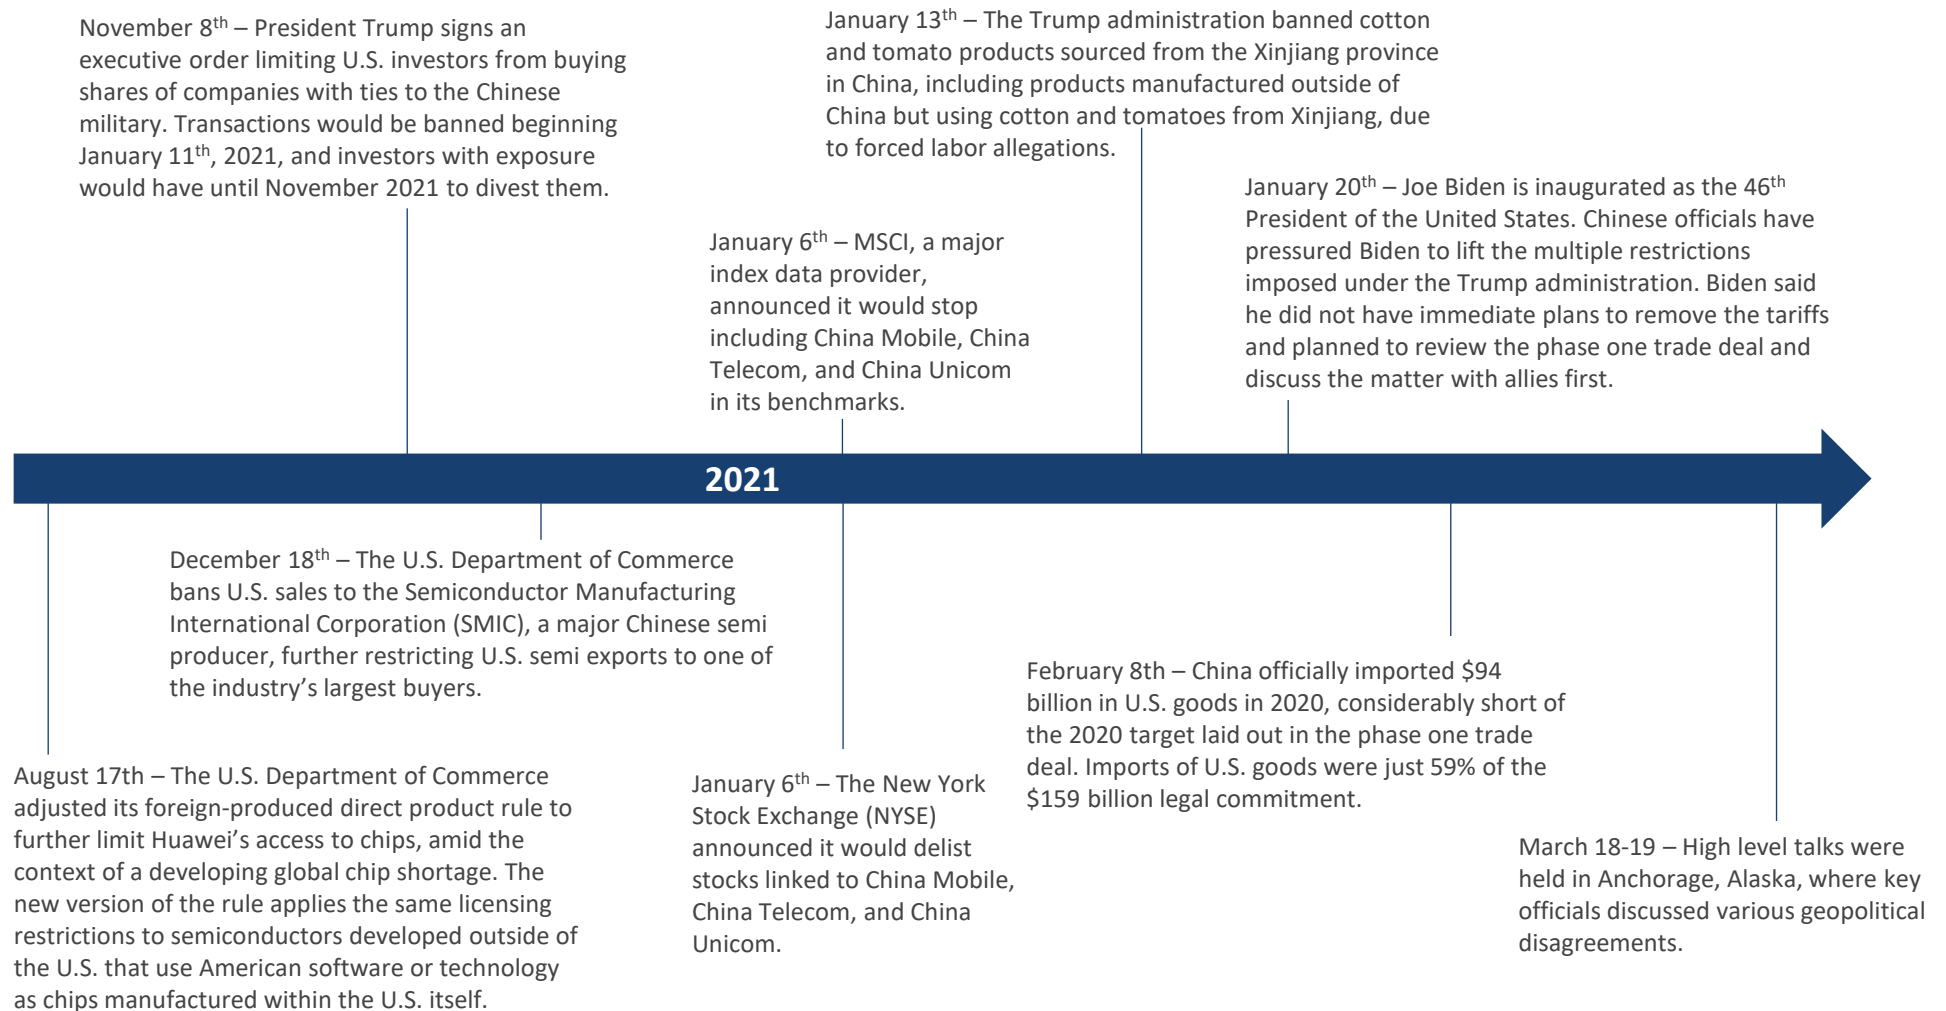 November 8th – President Trump signs an
executive order limiting U.S. investors from buying
shares of companies with ties to the Chinese
military. Transactions would be banned beginning
January 11th, 2021, and investors with exposure
would have until November 2021 to divest them.
January 13th – The Trump administration banned cotton
and tomato products sourced from the Xinjiang province
in China, including products manufactured outside of
China but using cotton and tomatoes from Xinjiang, due
to forced labor allegations.
January 6th – MSCI, a major
index data provider,
announced it would stop
including China Mobile, China
Telecom, and China Unicom
in its benchmarks.
January 20th – Joe Biden is inaugurated as the 46th
President of the United States. Chinese officials have
pressured Biden to lift the multiple restrictions
imposed under the Trump administration. Biden said
he did not have immediate plans to remove the tariffs
and planned to review the phase one trade deal and
discuss the matter with allies first.
2021
December 18th – The U.S. Department of Commerce
bans U.S. sales to the Semiconductor Manufacturing
International Corporation (SMIC), a major Chinese semi
producer, further restricting U.S. semi exports to one of
the industry's largest buyers.
August 17th – The U.S. Department of Commerce
adjusted its foreign-produced direct product rule to
further limit Huawei's access to chips, amid the
context of a developing global chip shortage. The
new version of the rule applies the same licensing
restrictions to semiconductors developed outside of
the U.S. that use American software or technology
as chips manufactured within the U.S. itself.
January 6th – The New York
Stock Exchange (NYSE)
announced it would delist
stocks linked to China Mobile,
China Telecom, and China
Unicom.
February 8th – China officially imported $94
billion in U.S. goods in 2020, considerably short of
the 2020 target laid out in the phase one trade
deal. Imports of U.S. goods were just 59% of the
$159 billion legal commitment.
March 18-19 – High level talks were
held in Anchorage, Alaska, where key
officials discussed various geopolitical
disagreements.